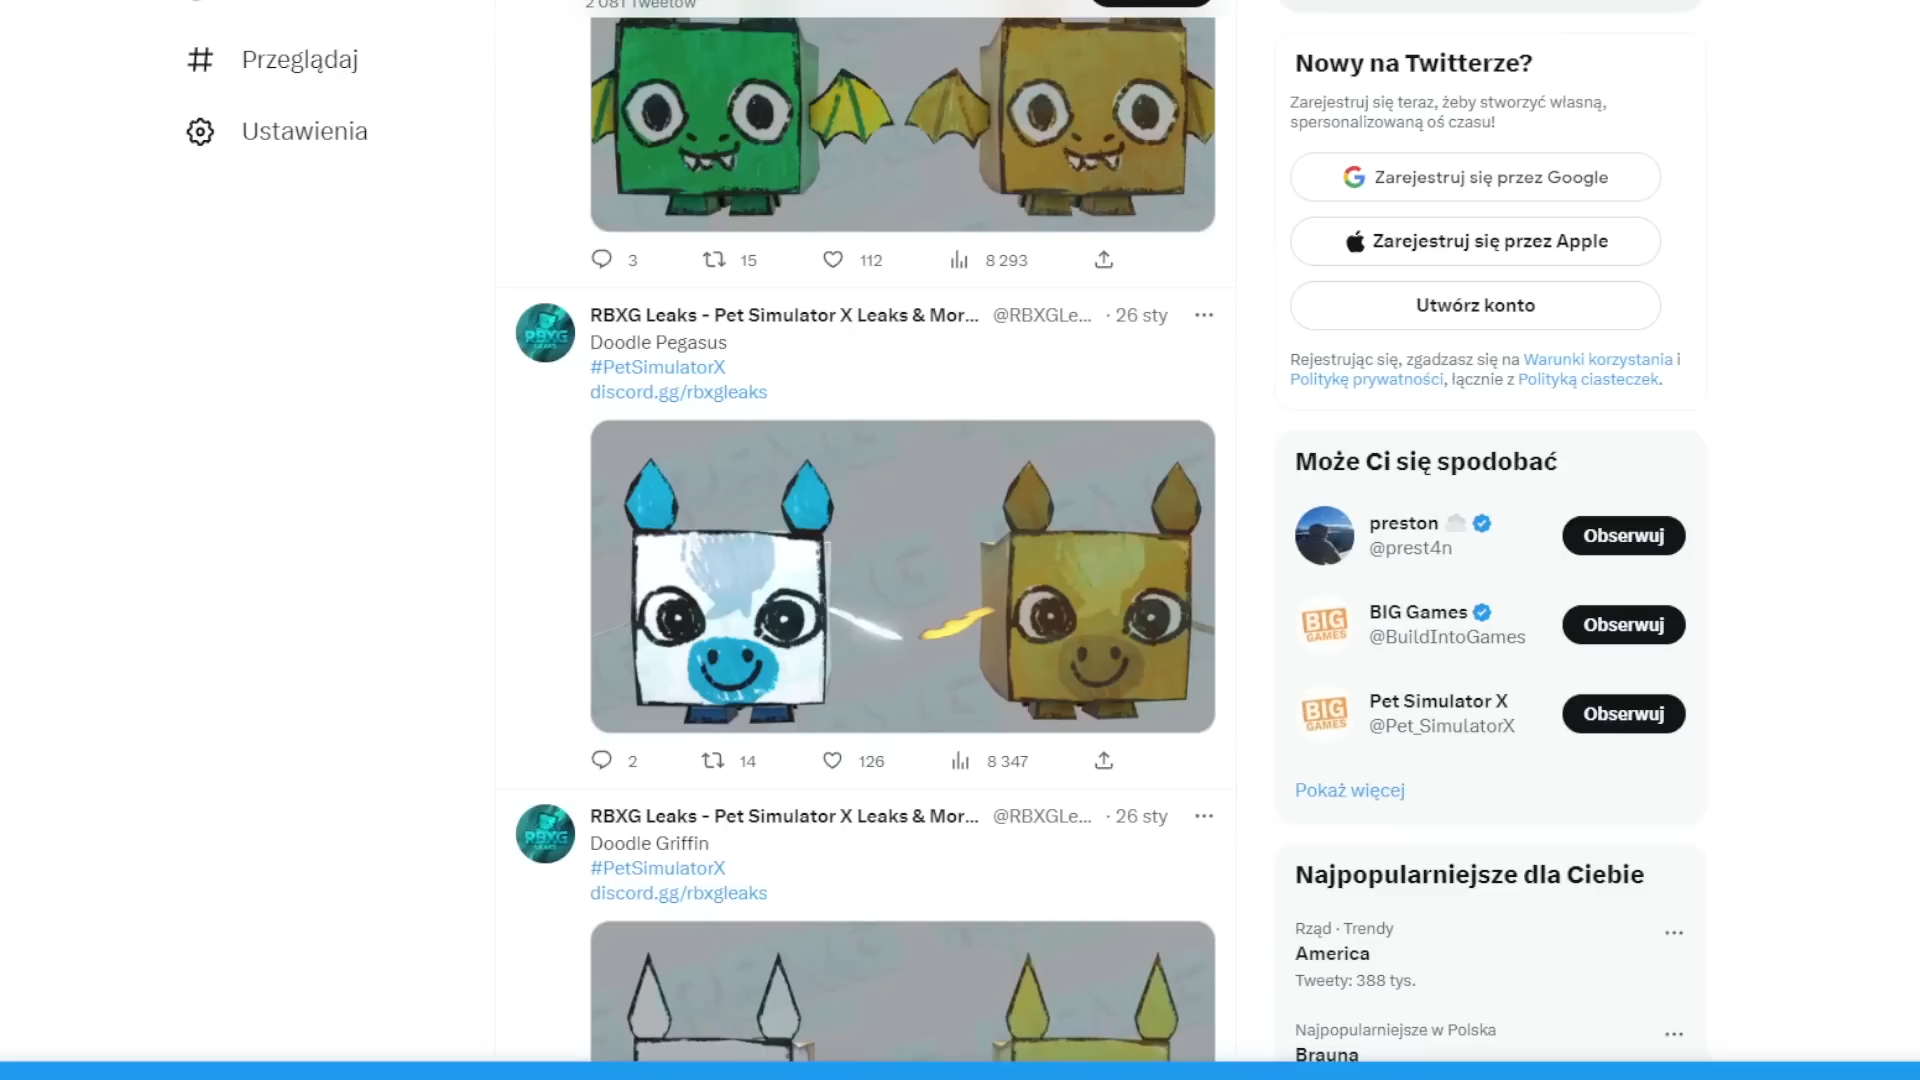 2 081 Tweetów
Przeglądaj
Ustawienia
3 15 112 8 293
RBXG Leaks - Pet Simulator X Leaks & Mor... @RBXGLe... · 26 sty
Doodle Pegasus
#PetSimulatorX
discord.gg/rbxgleaks
2 14 126 8 347
RBXG Leaks - Pet Simulator X Leaks & Mor... @RBXGLe... · 26 sty
Doodle Griffin
#PetSimulatorX
discord.gg/rbxgleaks
Nowy na Twitterze?
Zarejestruj się teraz, żeby stworzyć własną,
spersonalizowaną oś czasu!
Zarejestruj się przez Google
Zarejestruj się przez Apple
Utwórz konto
Rejestrując się, zgadzasz się na Warunki korzystania i
Politykę prywatności, łącznie z Polityką ciasteczek.
Może Ci się spodobać
preston
@prest4n
Obserwuj
BIG GAMES
BIG Games
@BuildIntoGames
Obserwuj
BIG GAMES
Pet Simulator X
@Pet_SimulatorX
Obserwuj
Pokaż więcej
Najpopularniejsze dla Ciebie
Rząd · Trendy
America
Tweety: 388 tys.
Najpopularniejsze w Polska
Brauna